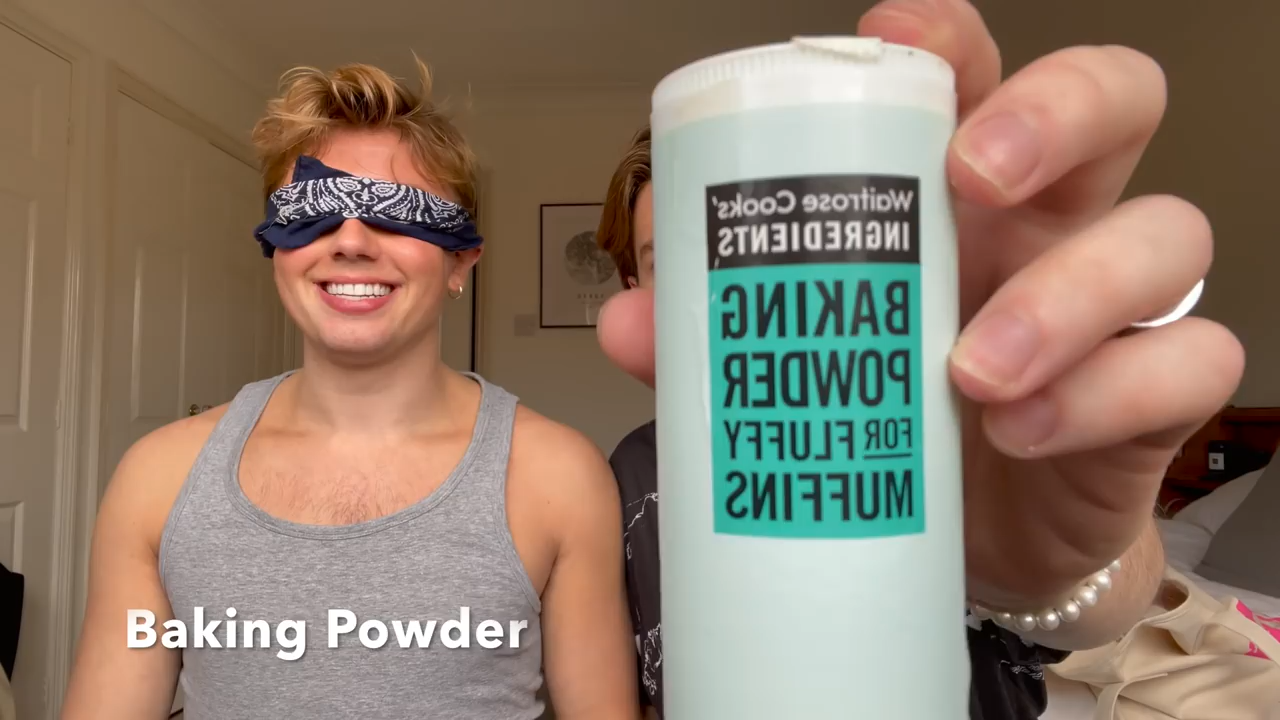 Waitrose Cooks'
INGREDIENTS
BAKING
POWDER
FOR FLUFFY
MUFFINS
Baking Powder